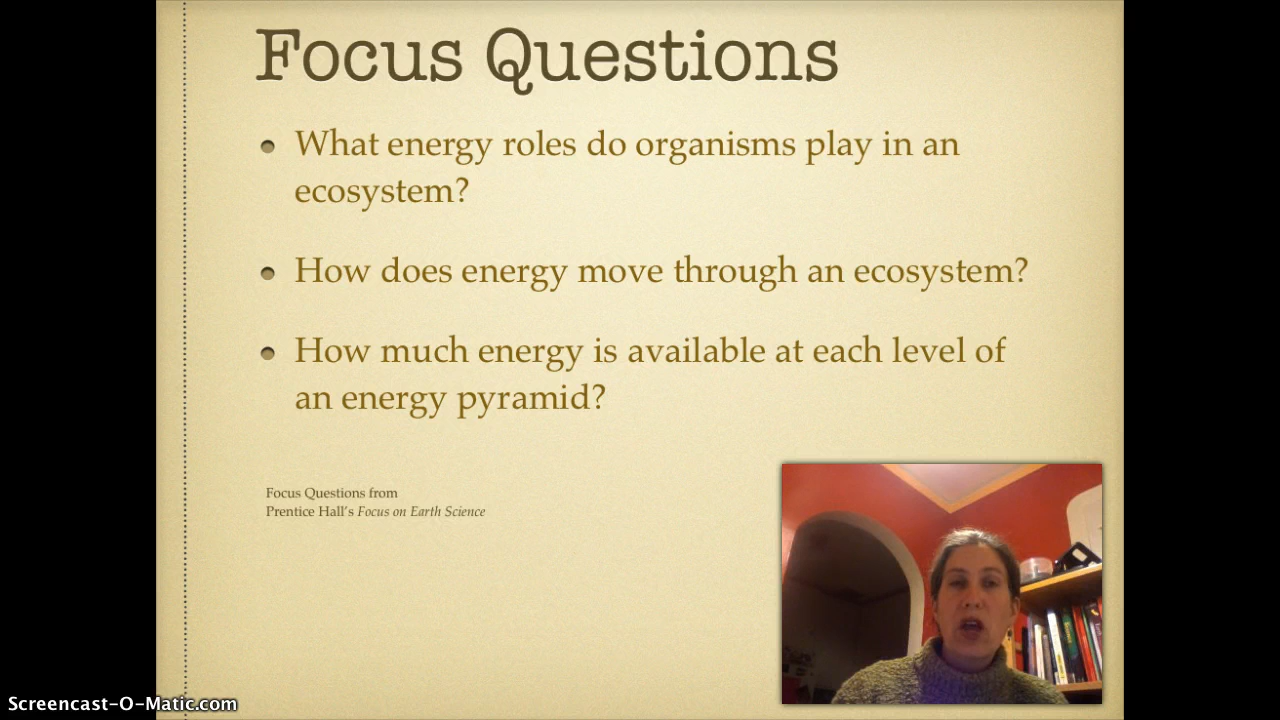 Focus Questions
What energy roles do organisms play in an
ecosystem?
How does energy move through an ecosystem?
How much energy is available at each level of
an energy pyramid?
Focus Questions from
Prentice Hall's Focus on Earth Science
Screencast-O-Matic.com